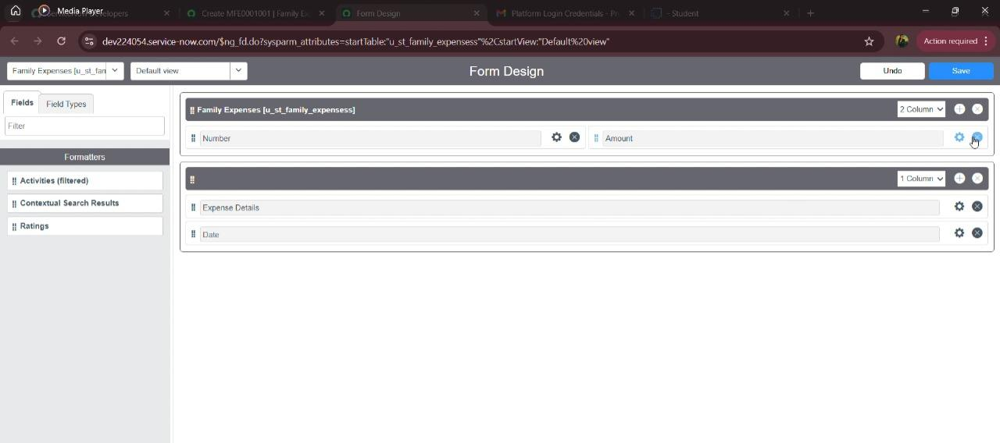 Media Player
Developers
Create MFE0001001 | Family Ex
Form Design
Platform Login Credentials - Pr
- Student
dev224054.service-now.com/$ng_fd.do?sysparm_attributes=startTable:"u_st_family_expensess"%2CstartView:"Default%20view"
Action required
Family Expenses [u_st_fam
Default view
Form Design
Undo
Save
Fields
Field Types
Filter
Formatters
Activities (filtered)
Contextual Search Results
Ratings
Family Expenses [u_st_family_expensess]
2 Column
Number
Amount
1 Column
Expense Details
Date